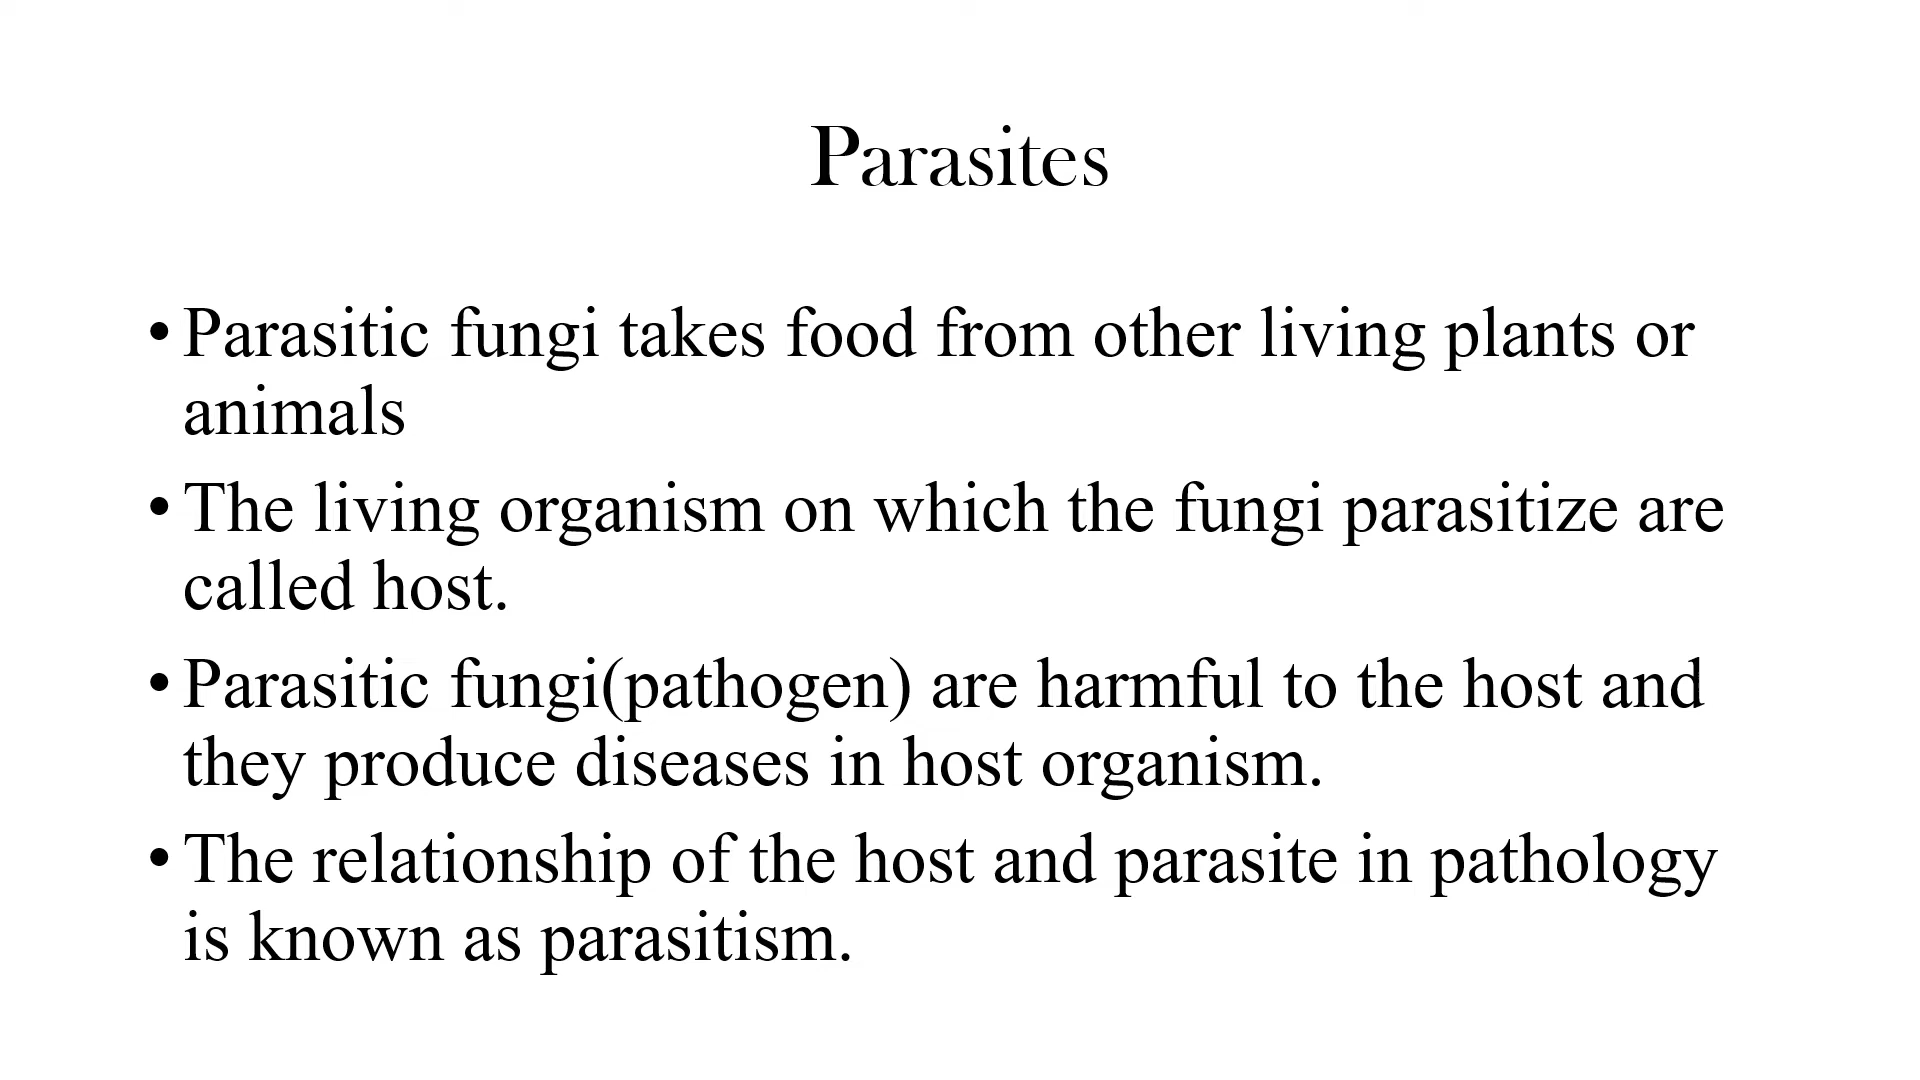 Parasites
• Parasitic fungi takes food from other living plants or
animals
• The living organism on which the fungi parasitize are
called host.
• Parasitic fungi(pathogen) are harmful to the host and
they produce diseases in host organism.
• The relationship of the host and parasite in pathology
is known as parasitism.